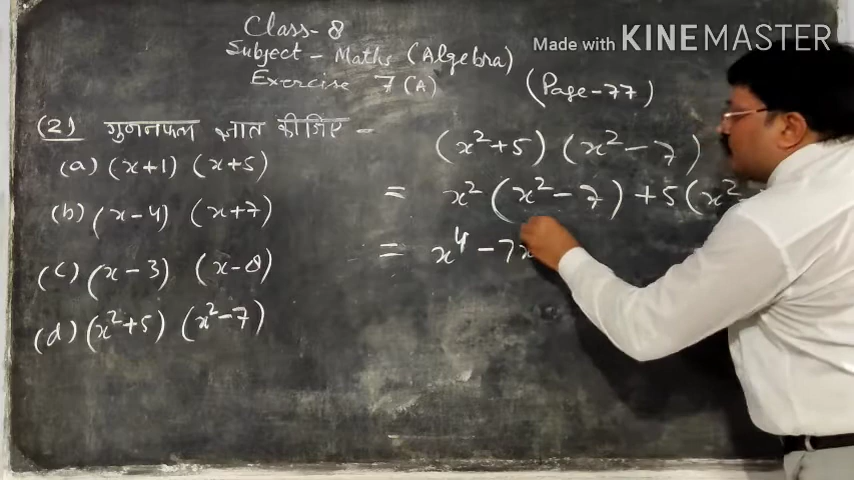 Made with KINEMASTER
Class-8
Subject - Maths (Algebra)
Exercise 7(A)
(Page-77)
(2) गुणनफल ज्ञात कीजिए -
(a) (x+1) (x+5)
(b) (x-4) (x+7)
(c) (x-3) (x-8)
(d) (x²+5) (x²-7)
(x²+5) (x²-7)
= x² (x²-7) + 5(x²
= x⁴ - 7x